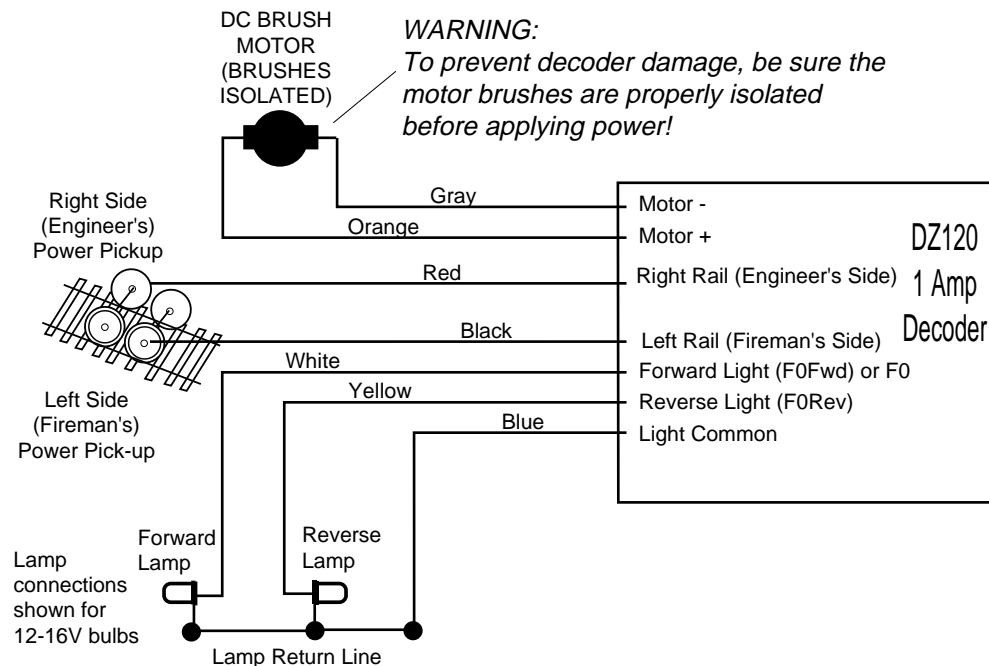 DC BRUSH
MOTOR
(BRUSHES
ISOLATED)
WARNING:
To prevent decoder damage, be sure the
motor brushes are properly isolated
before applying power!
Right Side
(Engineer's)
Power Pickup
Gray
Orange
Red
Black
White
Yellow
Blue
Motor -
Motor +
Right Rail (Engineer's Side)
Left Rail (Fireman's Side)
Forward Light (F0Fwd) or F0
Reverse Light (F0Rev)
Light Common
DZ120
1 Amp
Decoder
Left Side
(Fireman's)
Power Pick-up
Lamp
connections
shown for
12-16V bulbs
Forward
Lamp
Reverse
Lamp
Lamp Return Line